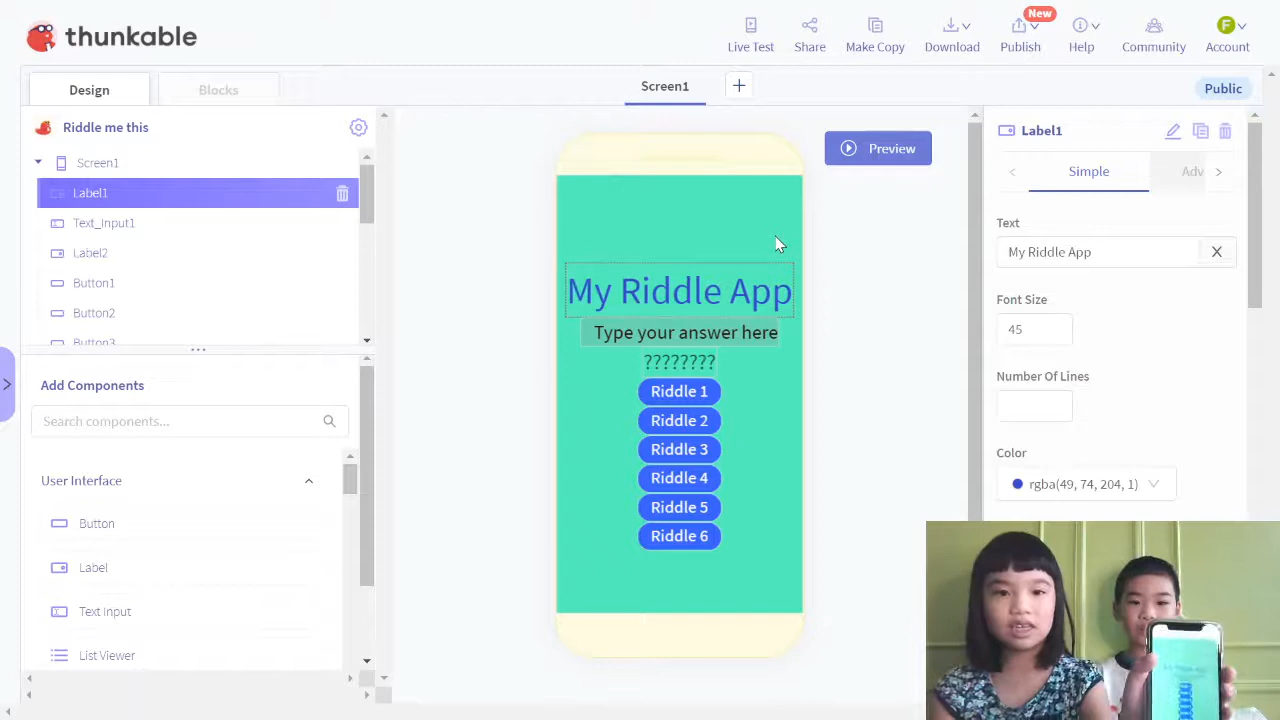 thunkable
New
Live Test
Share
Make Copy
Download
Publish
Help
Community
F
Account
Design
Blocks
Screen1
+
Public
Riddle me this
Screen1
Label1
Text_Input1
Label2
Button1
Button2
Button3
Add Components
Search components...
User Interface
Button
Label
Text Input
List Viewer
Preview
My Riddle App
Type your answer here
????????
Riddle 1
Riddle 2
Riddle 3
Riddle 4
Riddle 5
Riddle 6
Label1
Simple
Adv
Text
My Riddle App
X
Font Size
45
Number Of Lines
Color
rgba(49, 74, 204, 1)